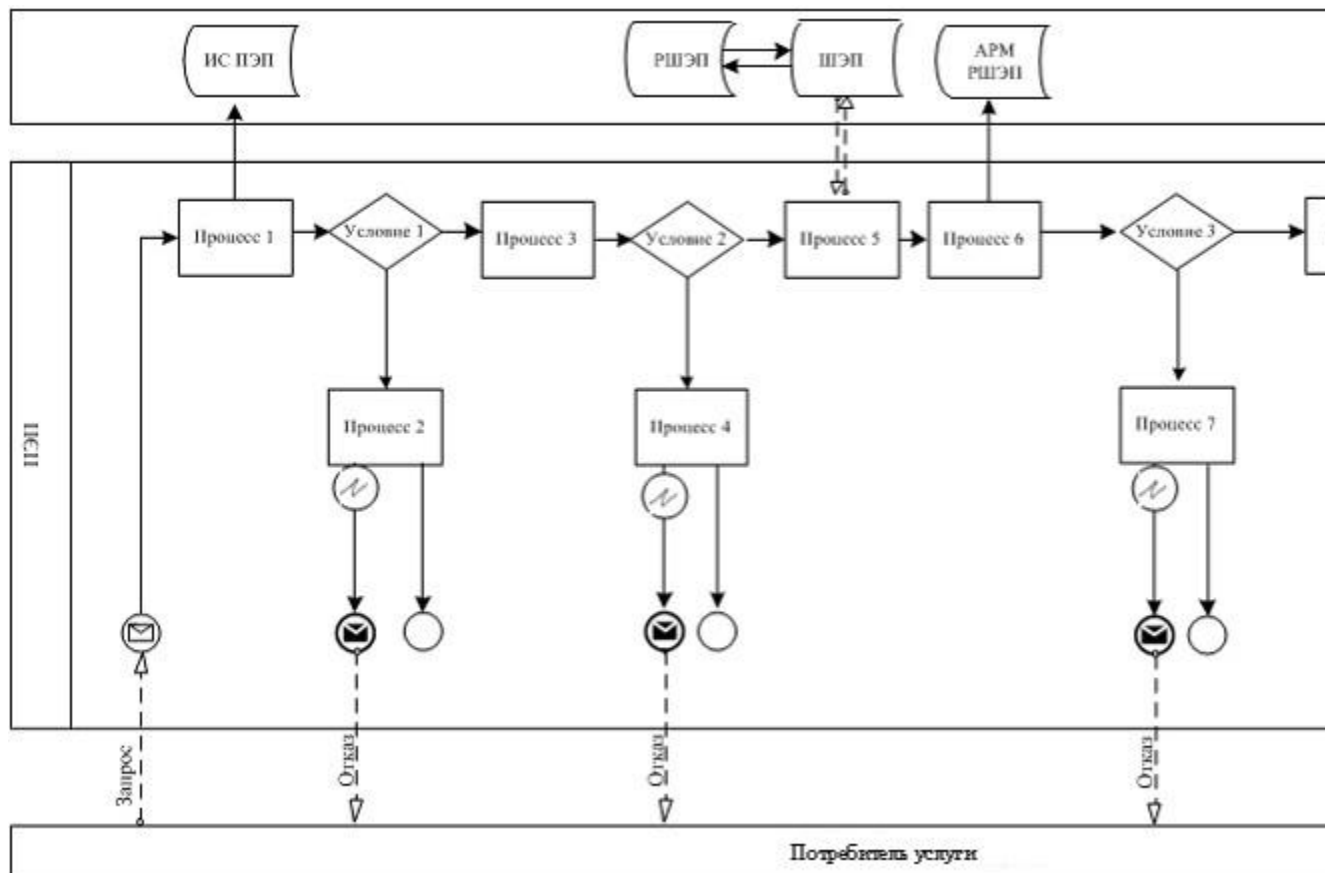 ИС ПЭП
РШЭП
ШЭП
АРМ
РШЭП
Процесс 1
Условие 1
Процесс 3
Условие 2
Процесс 5
Процесс 6
Условие 3
ПЭП
Процесс 2
Процесс 4
Процесс 7
Запрос
Отказ
Отказ
Отказ
Потребитель услуги